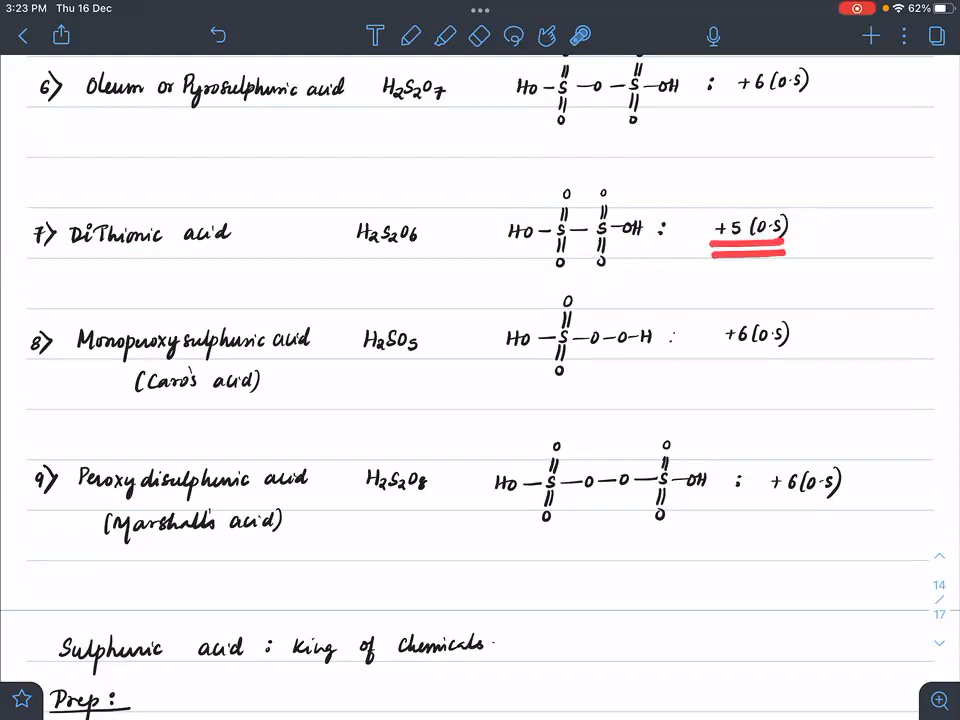 3:23 PM Thu 16 Dec
62%
6) Oleum or Pyrosulphuric acid H2S2O7 HO-S-O-S-OH : +6 (O.S)
O O
O O
7) DiThionic acid H2S2O6 HO-S-S-OH : +5 (O.S)
O O
O
8) Monoperoxy sulphuric acid H2SO5 HO-S-O-O-H : +6 (O.S)
O
(Caro's acid)
O O
9) Peroxy disulphuric acid H2S2O8 HO-S-O-O-S-OH : +6 (O.S)
O O
(Marshall's acid)
14
/
17
Sulphuric acid : King of Chemicals.
Prep :